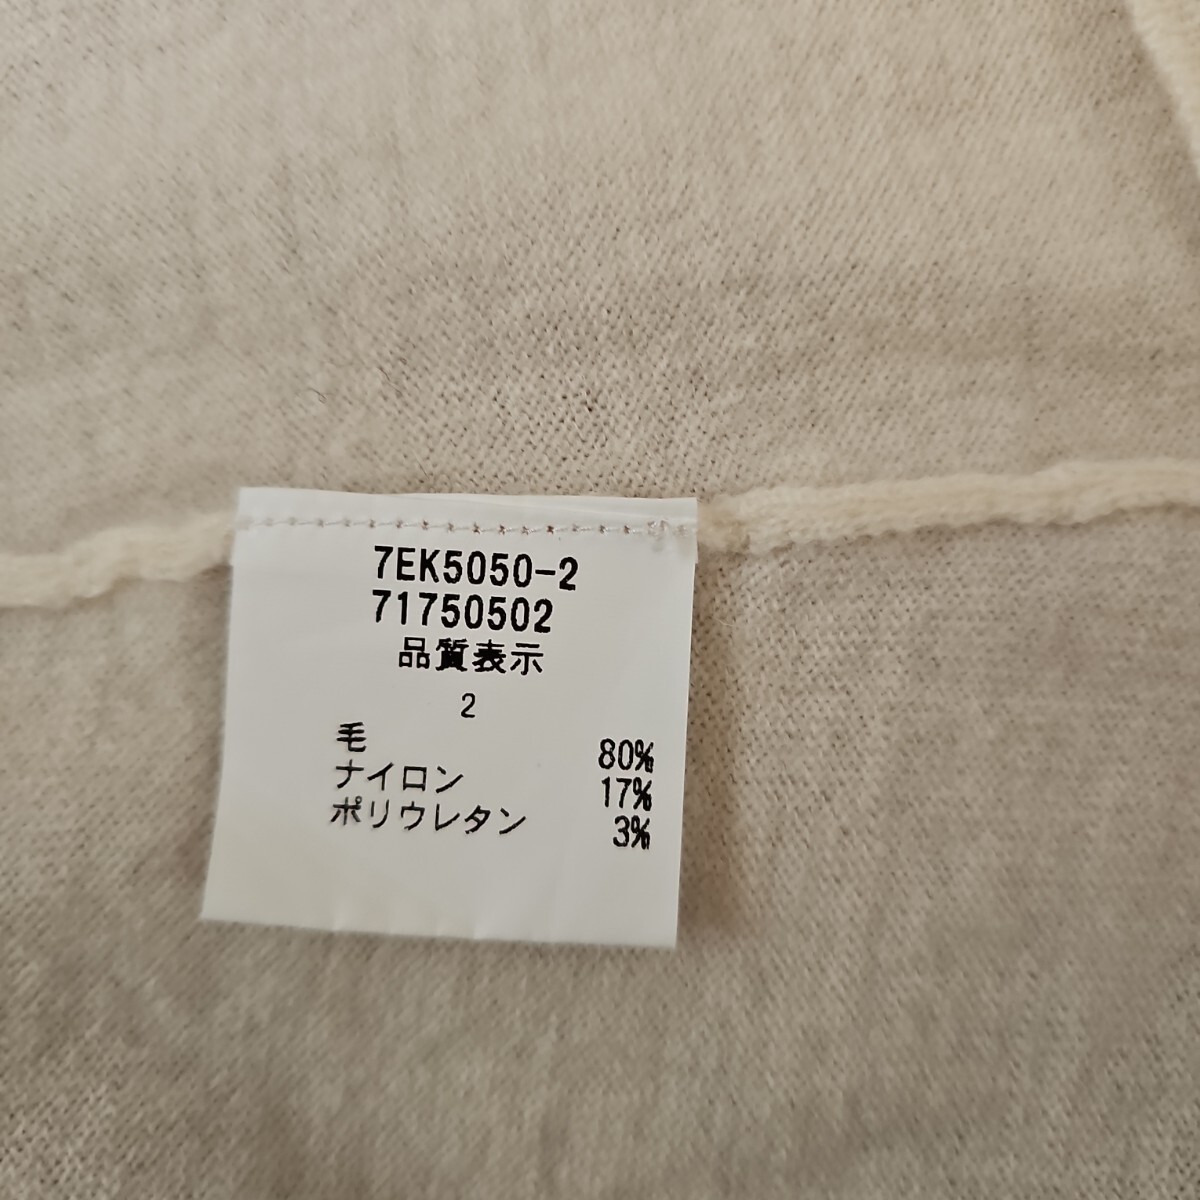 7EK5050-2
71750502
品質表示
2
毛 80%
ナイロン 17%
ポリウレタン 3%